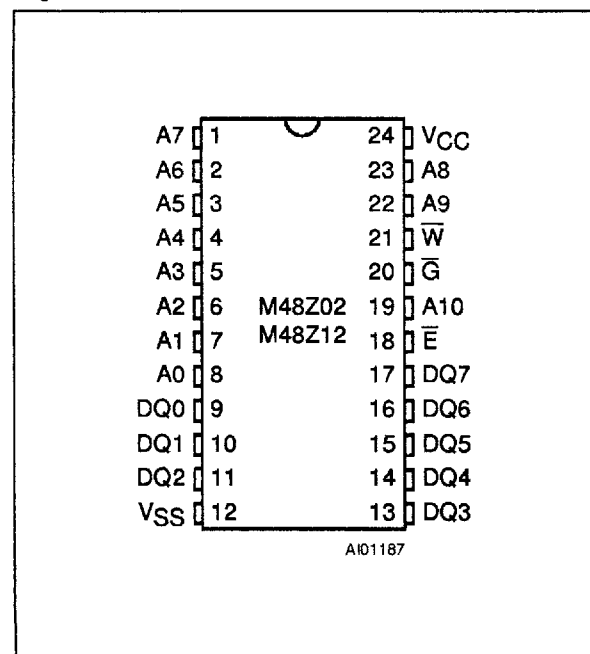 A7 1 24 VCC
A6 2 23 A8
A5 3 22 A9
A4 4 21 W̅
A3 5 20 G̅
A2 6 M48Z02 19 A10
A1 7 M48Z12 18 E̅
A0 8 17 DQ7
DQ0 9 16 DQ6
DQ1 10 15 DQ5
DQ2 11 14 DQ4
VSS 12 13 DQ3
AI01187